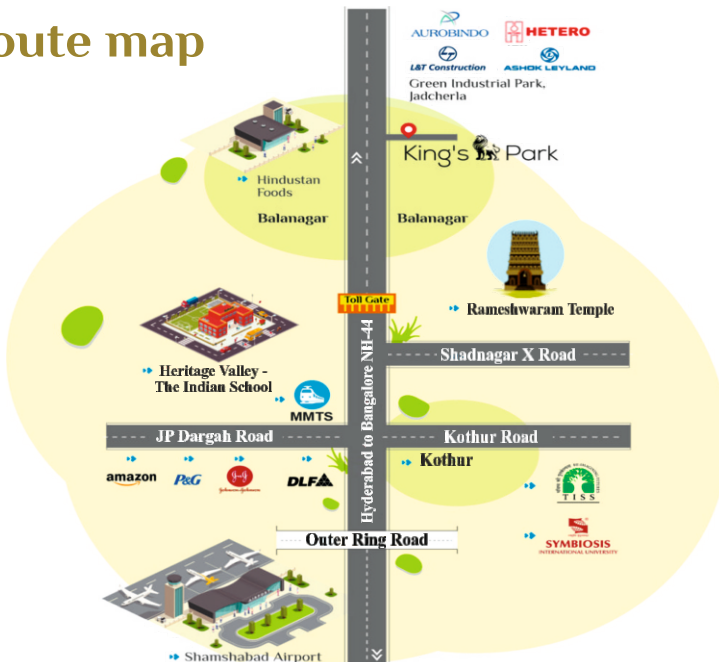 oute map
AUROBINDO
HETERO
L&T Construction
ASHOK LEYLAND
Green Industrial Park,
Jadcherla
King's Park
Hindustan
Foods
Balanagar
Balanagar
Toll Gate
Rameshwaram Temple
Hyderabad to Bangalore NH-44
Shadnagar X Road
Heritage Valley -
The Indian School
MMTS
JP Dargah Road
Kothur Road
amazon
P&G
DLF
Kothur
TISS
SYMBIOSIS
INTERNATIONAL UNIVERSITY
Outer Ring Road
Shamshabad Airport